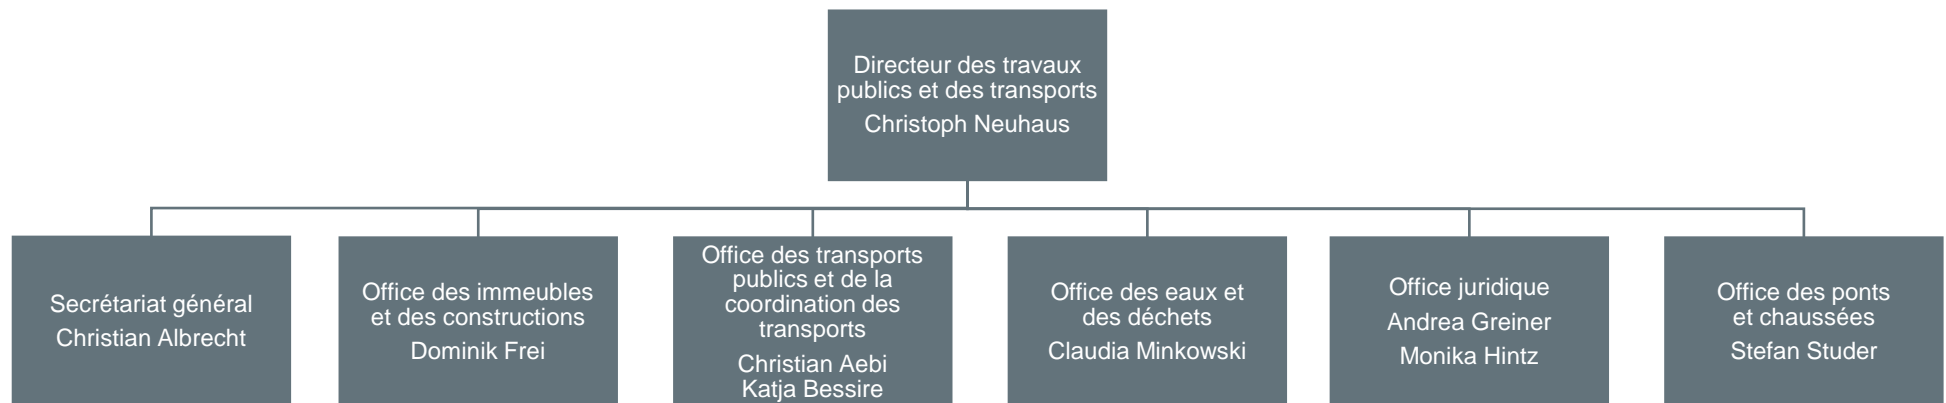 Directeur des travaux
publics et des transports
Christoph Neuhaus
Secrétariat général
Christian Albrecht
Office des immeubles
et des constructions
Dominik Frei
Office des transports
publics et de la
coordination des
transports
Christian Aebi
Katja Bessire
Office des eaux et
des déchets
Claudia Minkowski
Office juridique
Andrea Greiner
Monika Hintz
Office des ponts
et chaussées
Stefan Studer